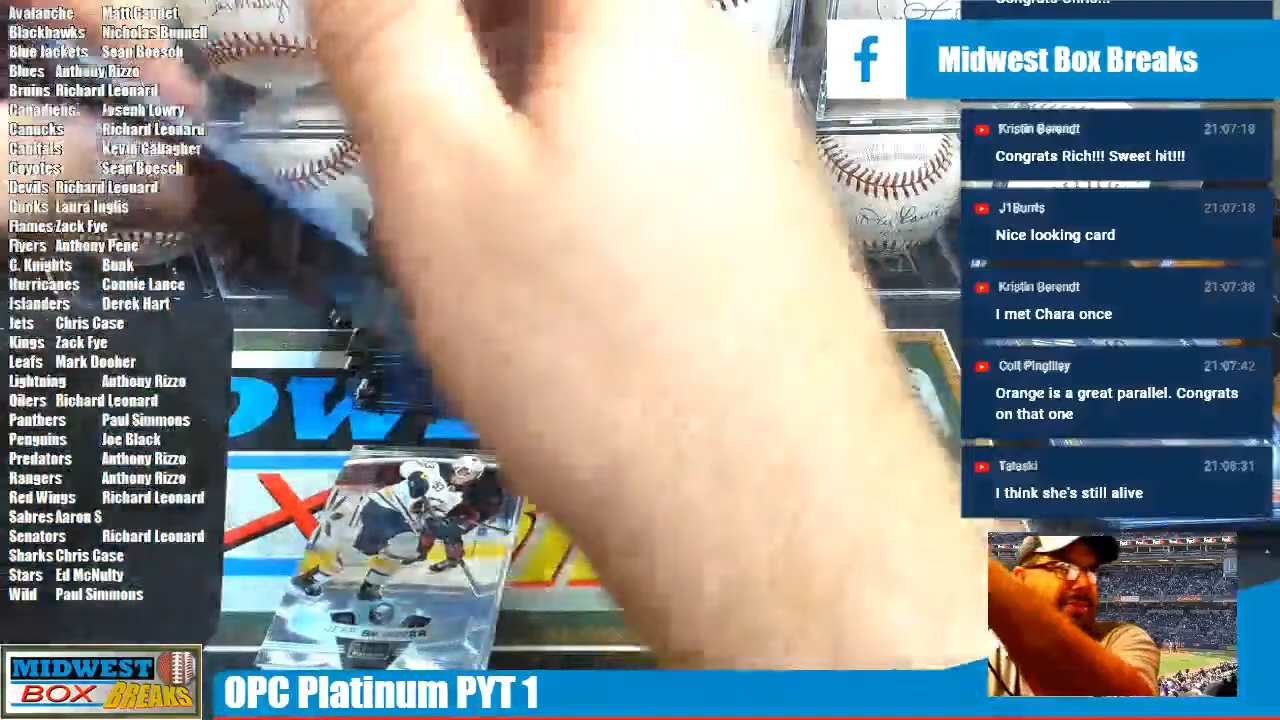 Avalanche Matt Gaquet
Blackhawks Nicholas Bunnell
Blue Jackets Sean Boesch
Blues Anthony Rizzo
Bruins Richard Leonard
Canadiens Joseph Lowry
Canucks Richard Leonard
Capitals Kevin Gallagher
Coyotes Sean Boesch
Devils Richard Leonard
Ducks Laura Inglis
Flames Zack Fye
Flyers Anthony Pene
G. Knights Bunk
Hurricanes Connie Lance
Islanders Derek Hart
Jets Chris Case
Kings Zack Fye
Leafs Mark Dooher
Lightning Anthony Rizzo
Oilers Richard Leonard
Panthers Paul Simmons
Penguins Joe Black
Predators Anthony Rizzo
Rangers Anthony Rizzo
Red Wings Richard Leonard
Sabres Aaron S
Senators Richard Leonard
Sharks Chris Case
Stars Ed McNulty
Wild Paul Simmons
MIDWEST
BOX BREAKS
OPC Platinum PYT 1
f Midwest Box Breaks
Kristin Berendt 21:07:18
Congrats Rich!!! Sweet hit!!!
J1Burns 21:07:18
Nice looking card
Kristin Berendt 21:07:38
I met Chara once
Colt Pingilley 21:07:42
Orange is a great parallel. Congrats
on that one
Tataski 21:08:31
I think she's still alive